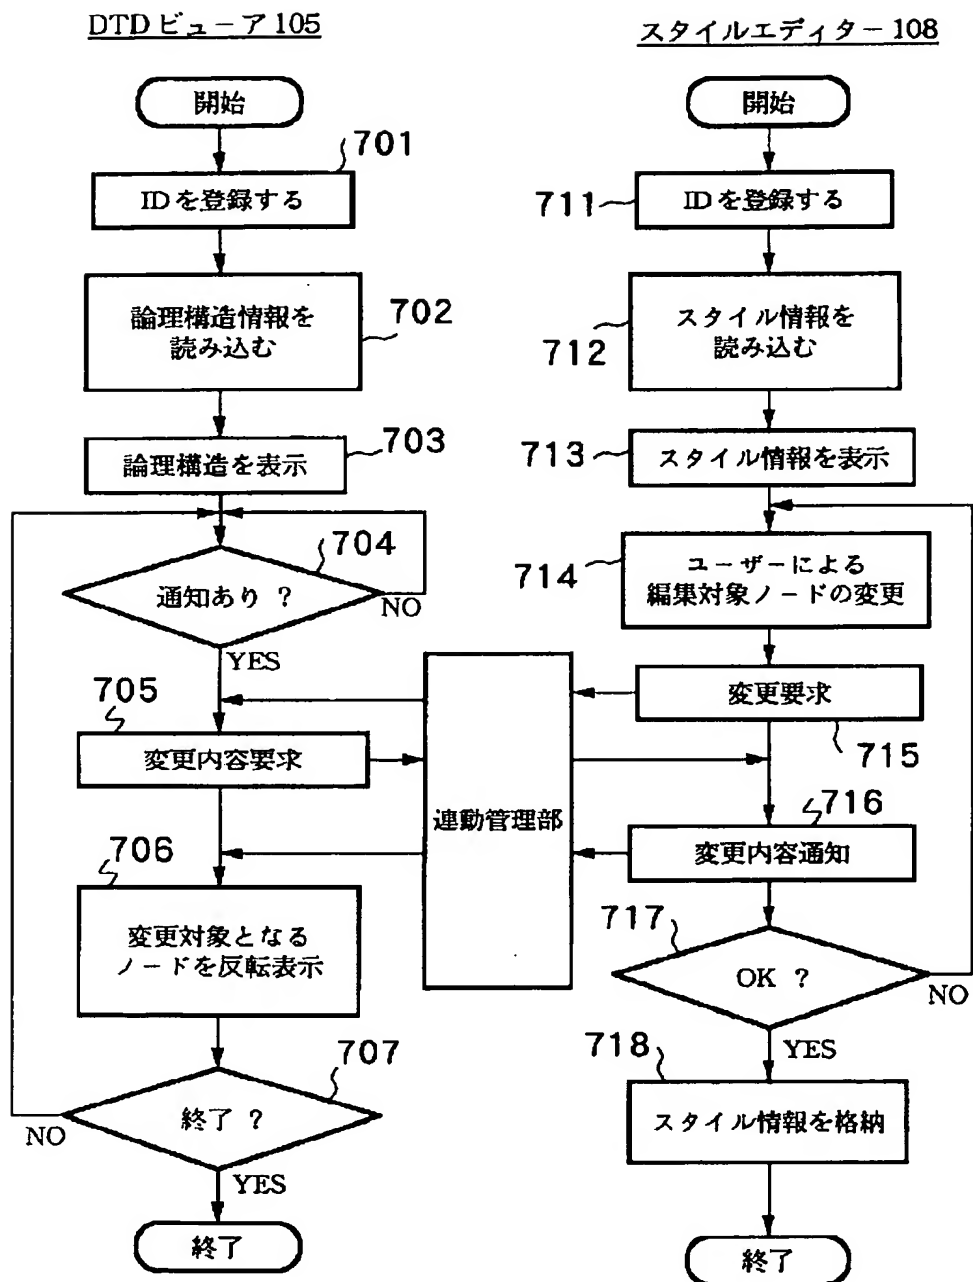 DTDビューア105
開始
701
IDを登録する
論理構造情報を
読み込む
702
703
論理構造を表示
704
通知あり ?
NO
YES
705
変更内容要求
706
変更対象となる
ノードを反転表示
707
終了 ?
NO
YES
終了
連動管理部
スタイルエディター108
開始
711
IDを登録する
スタイル情報を
読み込む
712
713
スタイル情報を表示
714
ユーザーによる
編集対象ノードの変更
変更要求
715
716
変更内容通知
717
OK ?
NO
YES
718
スタイル情報を格納
終了